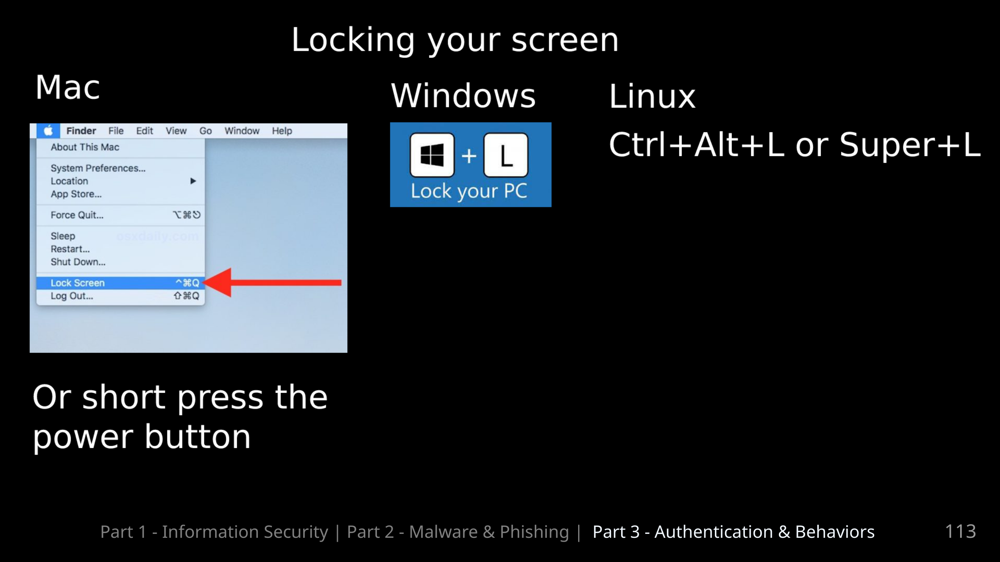 Locking your screen
Mac
Finder File Edit View Go Window Help
About This Mac
System Preferences...
Location ▶
App Store...
Force Quit... ⌥⌘⎋
Sleep
osxdaily.com
Restart...
Shut Down...
Lock Screen ^⌘Q
Log Out... ⇧⌘Q
Or short press the
power button
Windows
+ L
Lock your PC
Linux
Ctrl+Alt+L or Super+L
Part 1 - Information Security | Part 2 - Malware & Phishing | Part 3 - Authentication & Behaviors 113